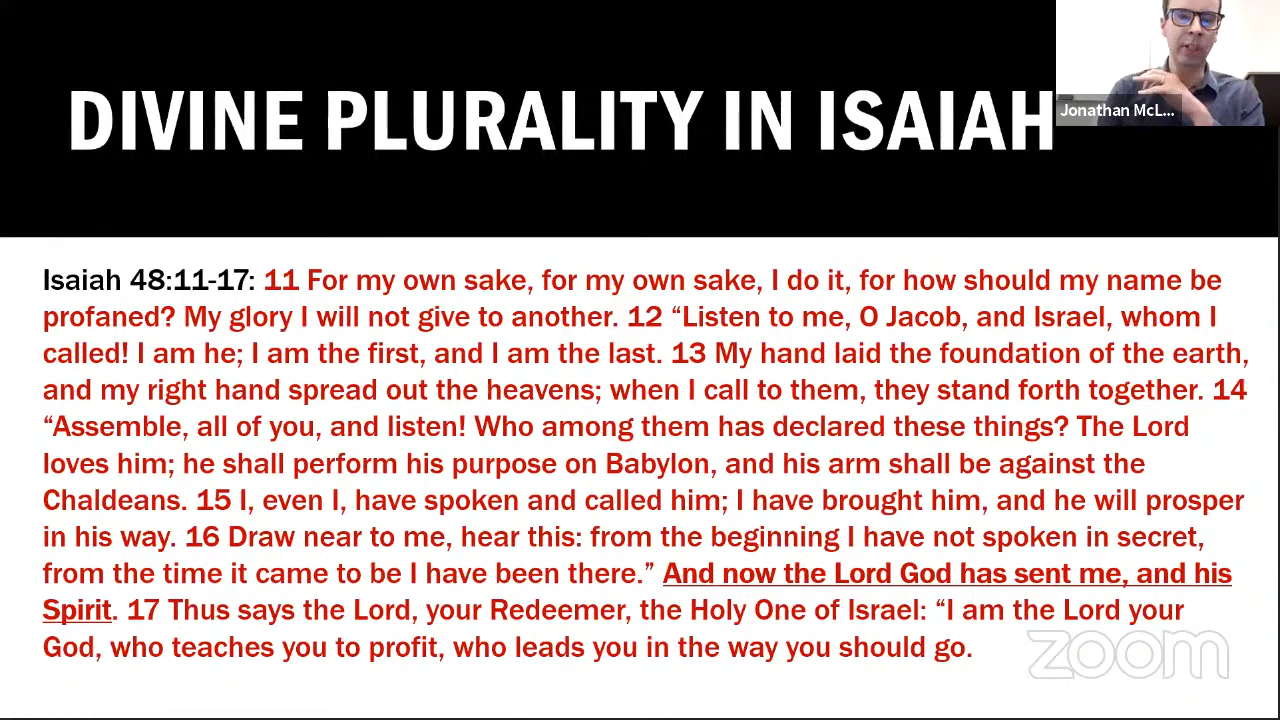 DIVINE PLURALITY IN ISAIAH
Jonathan McL...
Isaiah 48:11-17: 11 For my own sake, for my own sake, I do it, for how should my name be
profaned? My glory I will not give to another. 12 “Listen to me, O Jacob, and Israel, whom I
called! I am he; I am the first, and I am the last. 13 My hand laid the foundation of the earth,
and my right hand spread out the heavens; when I call to them, they stand forth together. 14
“Assemble, all of you, and listen! Who among them has declared these things? The Lord
loves him; he shall perform his purpose on Babylon, and his arm shall be against the
Chaldeans. 15 I, even I, have spoken and called him; I have brought him, and he will prosper
in his way. 16 Draw near to me, hear this: from the beginning I have not spoken in secret,
from the time it came to be I have been there.” And now the Lord God has sent me, and his
Spirit. 17 Thus says the Lord, your Redeemer, the Holy One of Israel: “I am the Lord your
God, who teaches you to profit, who leads you in the way you should go.
zoom